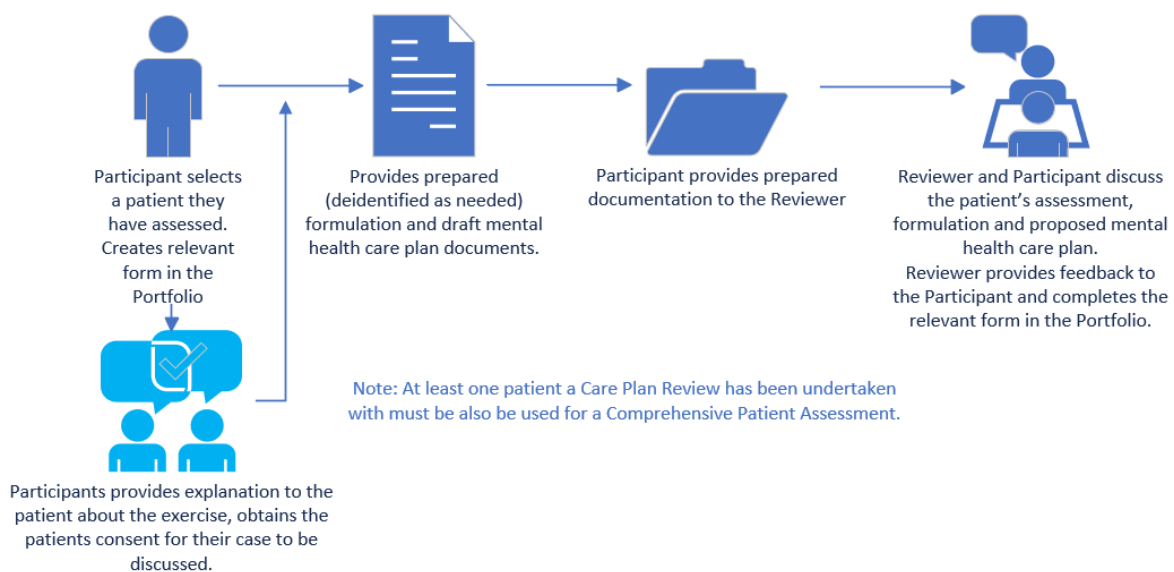 Participant selects
a patient they
have assessed.
Creates relevant
form in the
Portfolio
Participants provides explanation to the
patient about the exercise, obtains the
patients consent for their case to be
discussed.
Provides prepared
(deidentified as needed)
formulation and draft mental
health care plan documents.
Participant provides prepared
documentation to the Reviewer
Reviewer and Participant discuss
the patient's assessment,
formulation and proposed mental
health care plan.
Reviewer provides feedback to
the Participant and completes the
relevant form in the Portfolio.
Note: At least one patient a Care Plan Review has been undertaken
with must be also be used for a Comprehensive Patient Assessment.